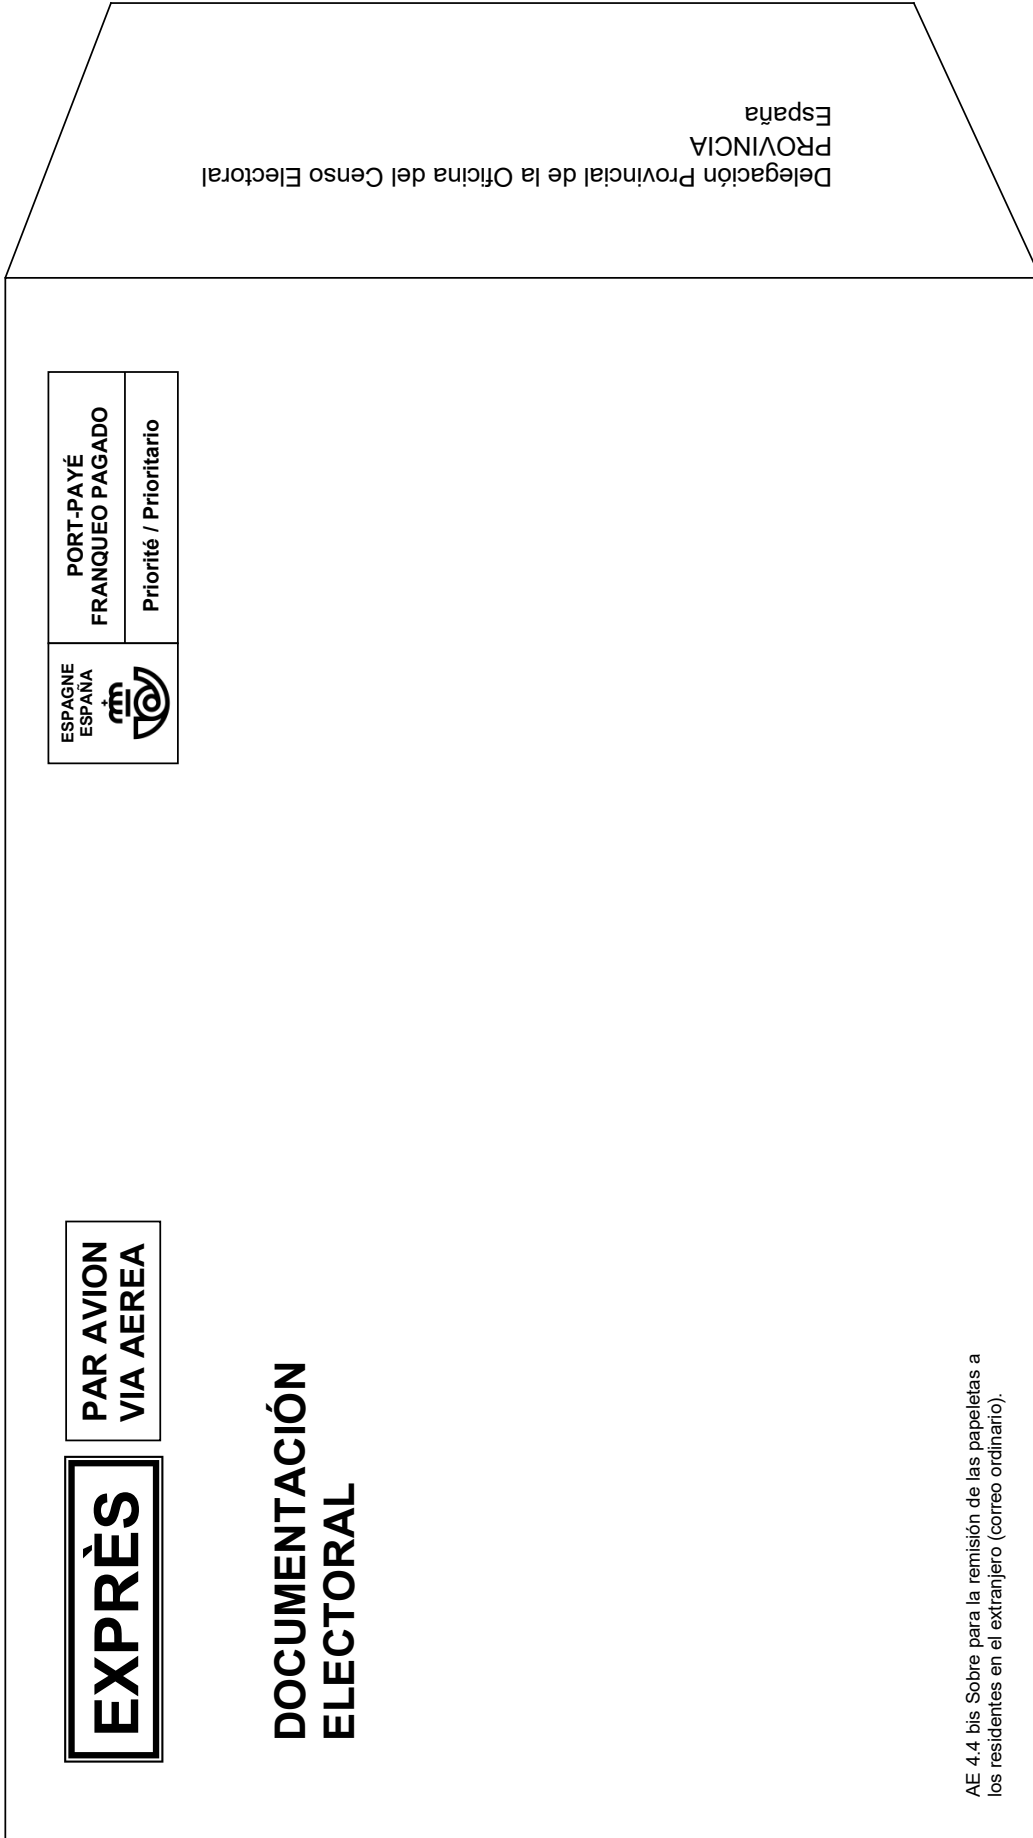 EXPRÈS
PAR AVION
VIA AEREA
ESPAGNE
ESPAÑA
PORT-PAYÉ
FRANQUEO PAGADO
Priorité / Prioritario
DOCUMENTACIÓN
ELECTORAL
AE 4.4 bis Sobre para la remisión de las papeletas a
los residentes en el extranjero (correo ordinario).
Delegación Provincial de la Oficina del Censo Electoral
PROVINCIA
España